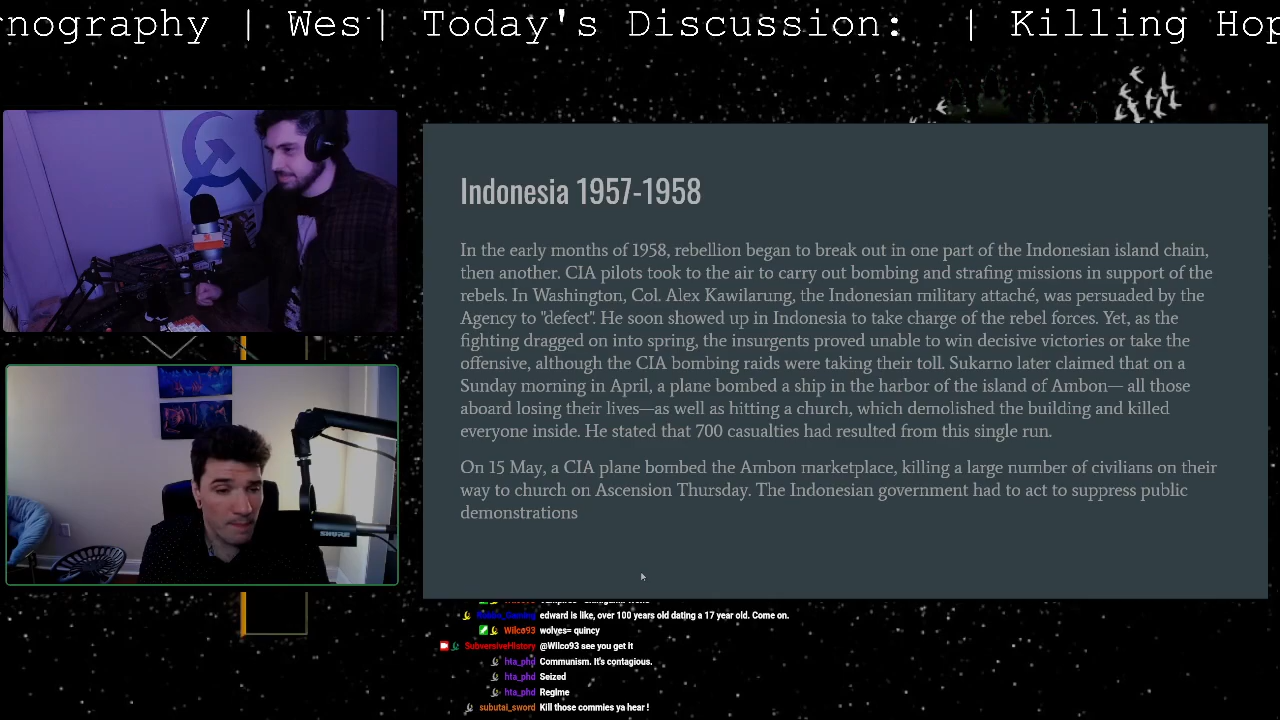 nography | Wes | Today's Discussion: | Killing Hop
Indonesia 1957-1958
In the early months of 1958, rebellion began to break out in one part of the Indonesian island chain,
then another. CIA pilots took to the air to carry out bombing and strafing missions in support of the
rebels. In Washington, Col. Alex Kawilarung, the Indonesian military attaché, was persuaded by the
Agency to "defect". He soon showed up in Indonesia to take charge of the rebel forces. Yet, as the
fighting dragged on into spring, the insurgents proved unable to win decisive victories or take the
offensive, although the CIA bombing raids were taking their toll. Sukarno later claimed that on a
Sunday morning in April, a plane bombed a ship in the harbor of the island of Ambon— all those
aboard losing their lives—as well as hitting a church, which demolished the building and killed
everyone inside. He stated that 700 casualties had resulted from this single run.
On 15 May, a CIA plane bombed the Ambon marketplace, killing a large number of civilians on their
way to church on Ascension Thursday. The Indonesian government had to act to suppress public
demonstrations
SHURE
edward is like, over 100 years old dating a 17 year old. Come on.
Wilco93 wolves= quincy
SubversiveHistory @Wilco93 see you get it
hta_phd Communism. It's contagious.
hta_phd Seized
hta_phd Regime
subutai_sword Kill those commies ya hear !